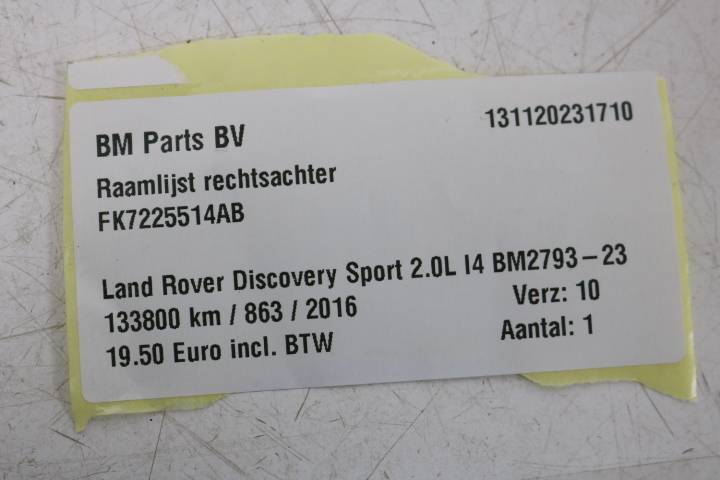 BM Parts BV 131120231710
Raamlijst rechtsachter
FK7225514AB
Land Rover Discovery Sport 2.0L I4 BM2793-23
133800 km / 863 / 2016 Verz: 10
19.50 Euro incl. BTW Aantal: 1